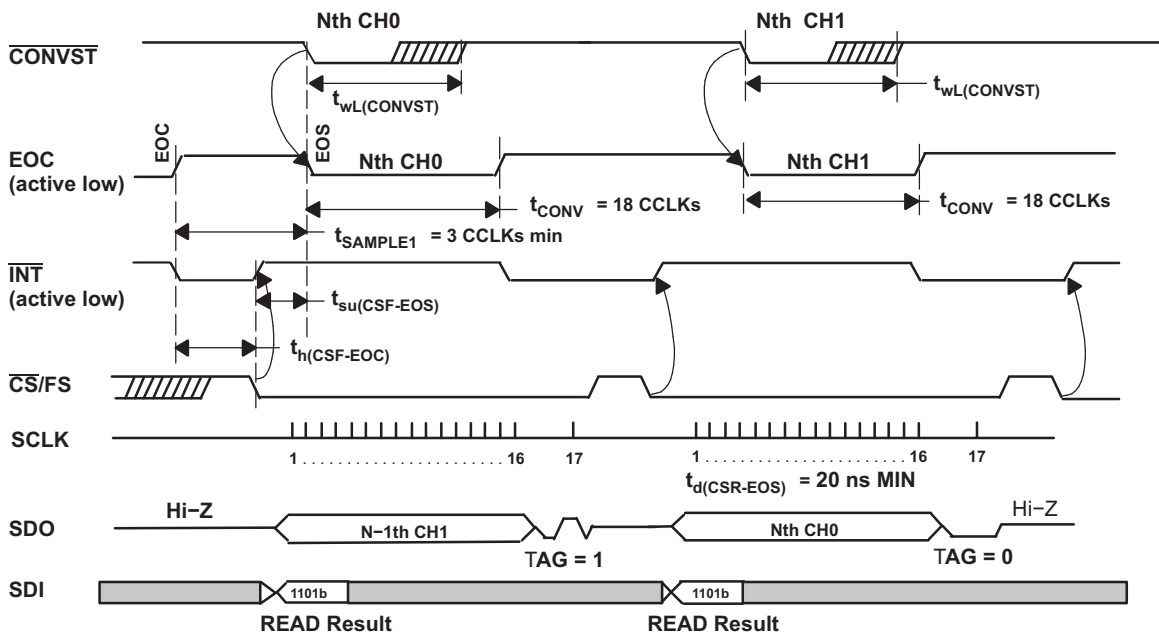 Nth CH0
Nth CH1
CONVST
twL(CONVST)
twL(CONVST)
EOC
EOS
EOC
(active low)
Nth CH0
Nth CH1
tCONV = 18 CCLKs
tCONV = 18 CCLKs
tSAMPLE1 = 3 CCLKs min
INT
(active low)
tsu(CSF-EOS)
th(CSF-EOC)
CS/FS
SCLK
1 . . . . . . . . . . . . . . . . . . . . . 16 17
1 . . . . . . . . . . . . . . . . . . . . . 16 17
td(CSR-EOS) = 20 ns MIN
SDO
Hi–Z
N–1th CH1
TAG = 1
Nth CH0
TAG = 0
Hi–Z
SDI
1101b
1101b
READ Result
READ Result